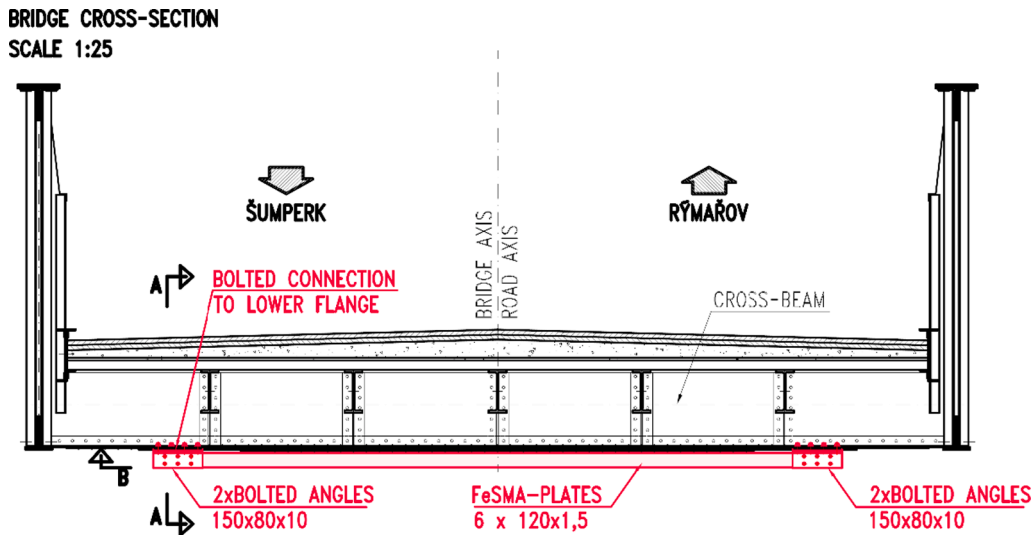 BRIDGE CROSS-SECTION
SCALE 1:25
ŠUMPERK
RÝMAŘOV
BRIDGE AXIS
ROAD AXIS
A
BOLTED CONNECTION
TO LOWER FLANGE
CROSS-BEAM
B
A
2xBOLTED ANGLES
150x80x10
FeSMA-PLATES
6 x 120x1,5
2xBOLTED ANGLES
150x80x10